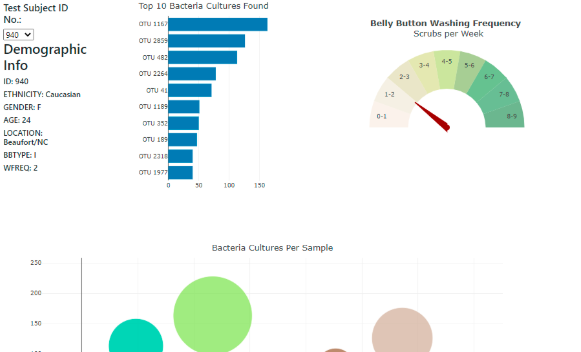 Test Subject ID
No.:
940
Demographic
Info
ID: 940
ETHNICITY: Caucasian
GENDER: F
AGE: 24
LOCATION:
Beaufort/NC
BBTYPE: I
WFREQ: 2
Top 10 Bacteria Cultures Found
OTU 1167
OTU 2859
OTU 482
OTU 2264
OTU 41
OTU 1189
OTU 352
OTU 189
OTU 2318
OTU 1977
0 50 100 150
Belly Button Washing Frequency
Scrubs per Week
0-1
1-2
2-3
3-4
4-5
5-6
6-7
7-8
8-9
Bacteria Cultures Per Sample
250
200
150
100